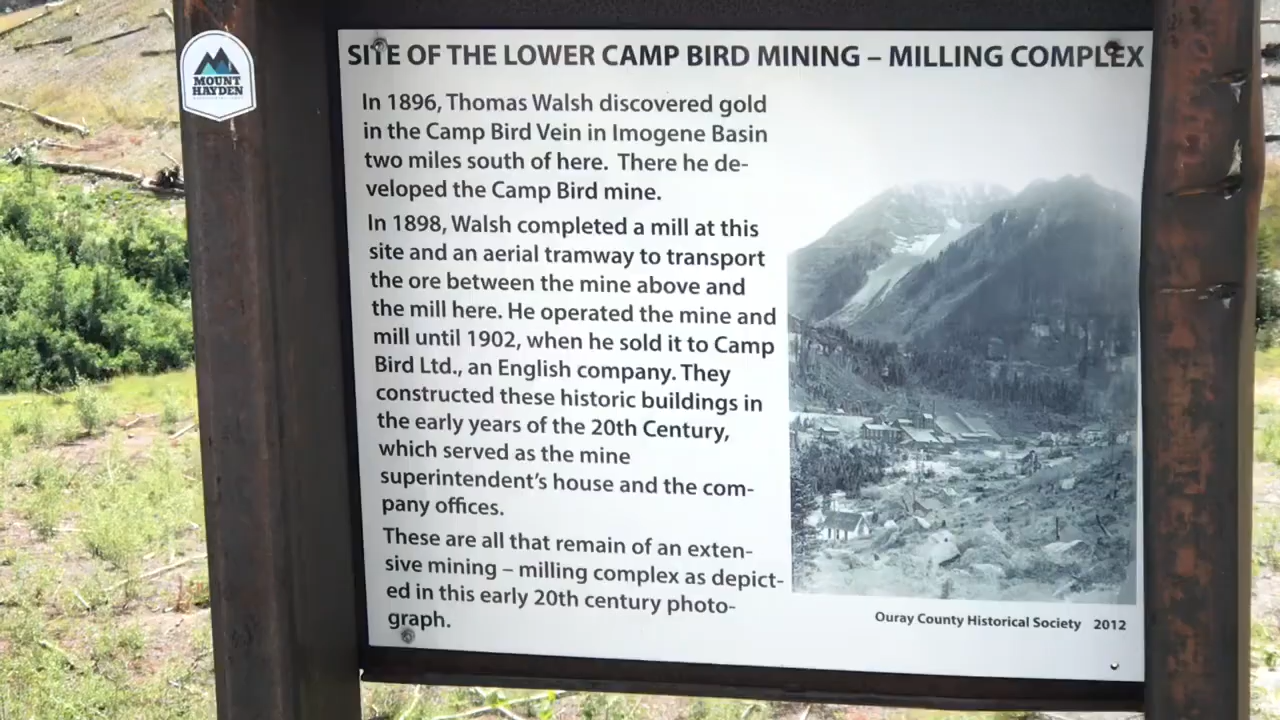 SITE OF THE LOWER CAMP BIRD MINING – MILLING COMPLEX
MOUNT
HAYDEN
In 1896, Thomas Walsh discovered gold
in the Camp Bird Vein in Imogene Basin
two miles south of here.  There he de-
veloped the Camp Bird mine.
In 1898, Walsh completed a mill at this
site and an aerial tramway to transport
the ore between the mine above and
the mill here. He operated the mine and
mill until 1902, when he sold it to Camp
Bird Ltd., an English company. They
constructed these historic buildings in
the early years of the 20th Century,
which served as the mine
superintendent's house and the com-
pany offices.
These are all that remain of an exten-
sive mining – milling complex as depict-
ed in this early 20th century photo-
graph.
Ouray County Historical Society 2012